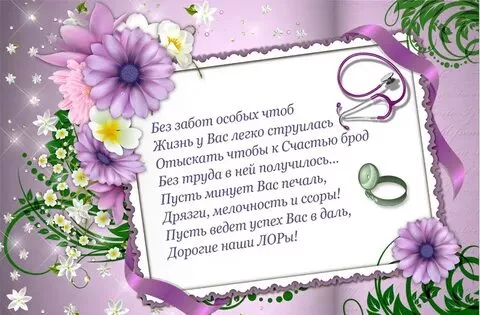 Без забот особых чтоб
Жизнь у Вас легко струилась
Отыскать чтобы к Счастью брод
Без труда в ней получилось...
Пусть минует Вас печаль,
Дрязги, мелочность и ссоры!
Пусть ведет успех Вас в даль,
Дорогие наши ЛОРы!